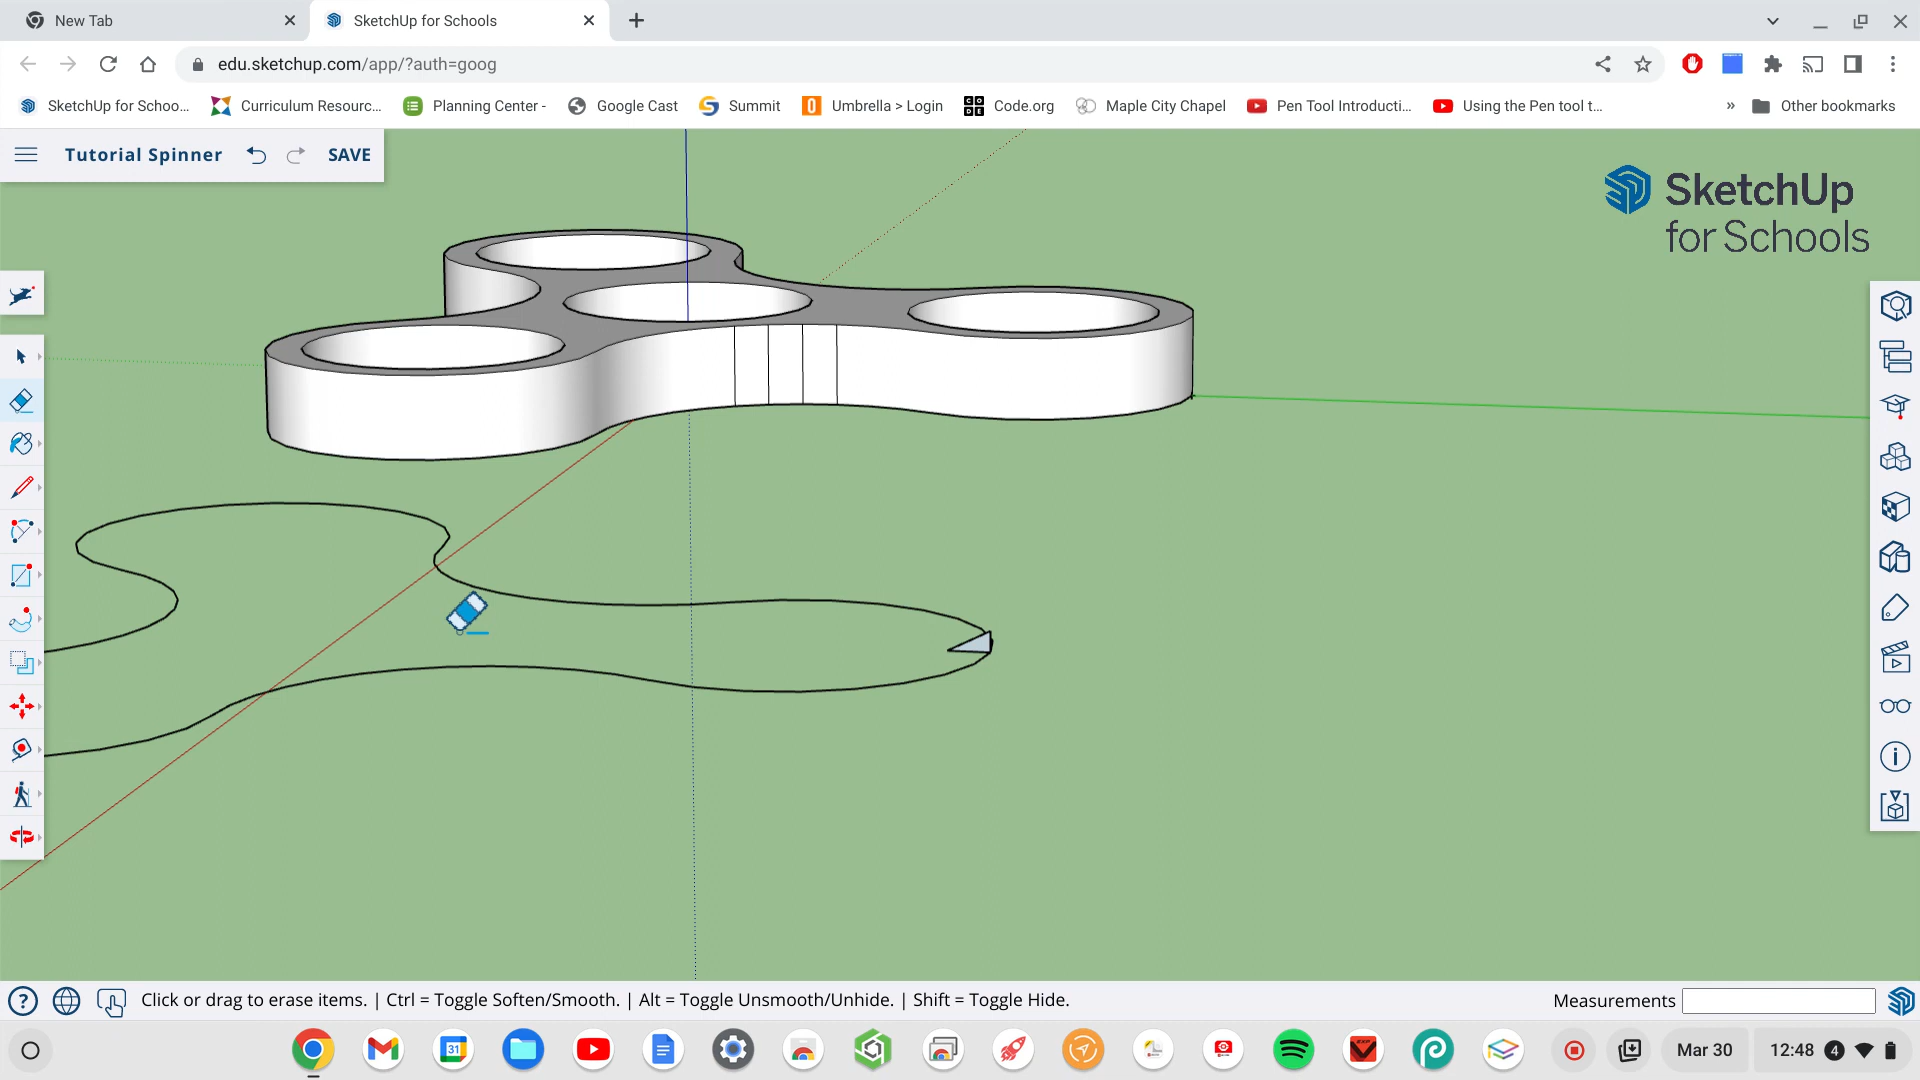 New Tab
SketchUp for Schools
edu.sketchup.com/app/?auth=goog
SketchUp for Schoo...
Curriculum Resourc...
Planning Center -
Google Cast
Summit
Umbrella > Login
Code.org
Maple City Chapel
Pen Tool Introducti...
Using the Pen tool t...
»
Other bookmarks
Tutorial Spinner
SAVE
SketchUp
for Schools
Click or drag to erase items. | Ctrl = Toggle Soften/Smooth. | Alt = Toggle Unsmooth/Unhide. | Shift = Toggle Hide.
Measurements
31
Mar 30
12:48
4